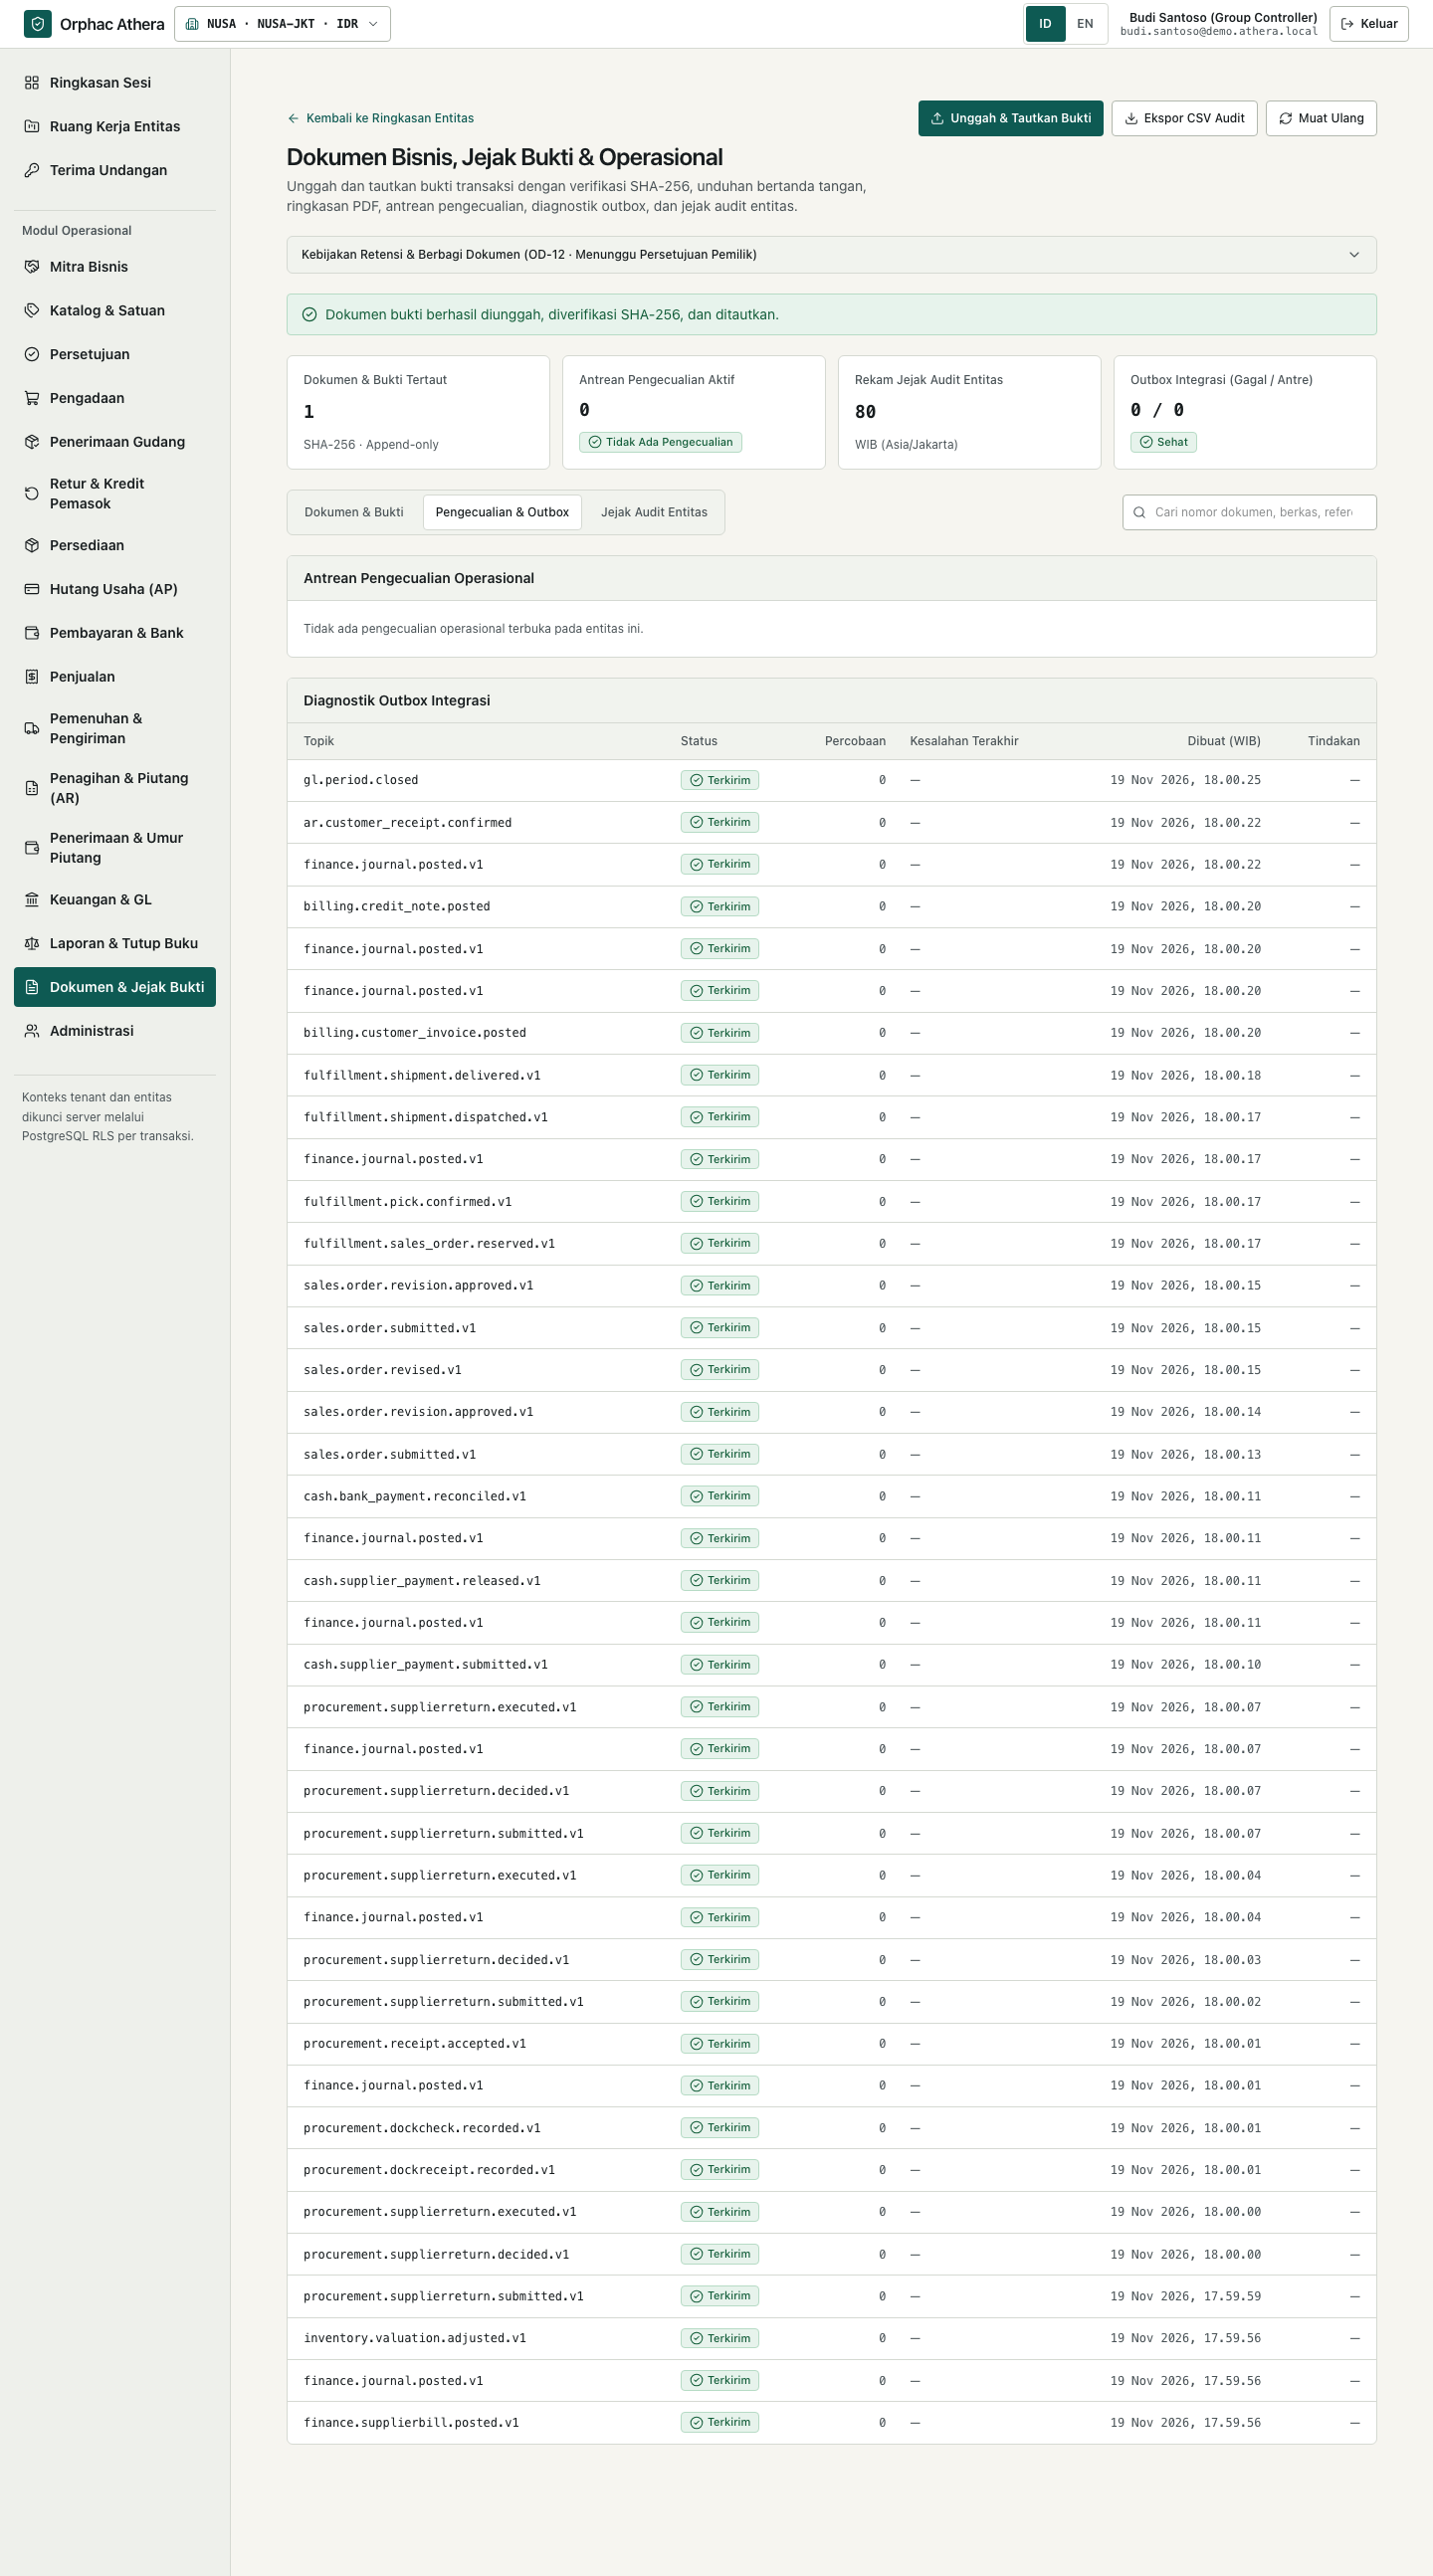 Orphac Athera
NUSA · NUSA-JKT · IDR
ID
EN
Budi Santoso (Group Controller)
budi.santoso@demo.athera.local
Keluar
Ringkasan Sesi
Ruang Kerja Entitas
Terima Undangan
Modul Operasional
Mitra Bisnis
Katalog & Satuan
Persetujuan
Pengadaan
Penerimaan Gudang
Retur & Kredit
Pemasok
Persediaan
Hutang Usaha (AP)
Pembayaran & Bank
Penjualan
Pemenuhan &
Pengiriman
Penagihan & Piutang
(AR)
Penerimaan & Umur
Piutang
Keuangan & GL
Laporan & Tutup Buku
Dokumen & Jejak Bukti
Administrasi
Konteks tenant dan entitas
dikunci server melalui
PostgreSQL RLS per transaksi.
Kembali ke Ringkasan Entitas
Unggah & Tautkan Bukti
Ekspor CSV Audit
Muat Ulang
Dokumen Bisnis, Jejak Bukti & Operasional
Unggah dan tautkan bukti transaksi dengan verifikasi SHA-256, unduhan bertanda tangan,
ringkasan PDF, antrean pengecualian, diagnostik outbox, dan jejak audit entitas.
Kebijakan Retensi & Berbagi Dokumen (OD-12 · Menunggu Persetujuan Pemilik)
Dokumen bukti berhasil diunggah, diverifikasi SHA-256, dan ditautkan.
Dokumen & Bukti Tertaut
1
SHA-256 · Append-only
Antrean Pengecualian Aktif
0
Tidak Ada Pengecualian
Rekam Jejak Audit Entitas
80
WIB (Asia/Jakarta)
Outbox Integrasi (Gagal / Antre)
0 / 0
Sehat
Dokumen & Bukti
Pengecualian & Outbox
Jejak Audit Entitas
Cari nomor dokumen, berkas, refere
Antrean Pengecualian Operasional
Tidak ada pengecualian operasional terbuka pada entitas ini.
Diagnostik Outbox Integrasi
Topik Status Percobaan Kesalahan Terakhir Dibuat (WIB) Tindakan
gl.period.closed Terkirim 0 — 19 Nov 2026, 18.00.25 —
ar.customer_receipt.confirmed Terkirim 0 — 19 Nov 2026, 18.00.22 —
finance.journal.posted.v1 Terkirim 0 — 19 Nov 2026, 18.00.22 —
billing.credit_note.posted Terkirim 0 — 19 Nov 2026, 18.00.20 —
finance.journal.posted.v1 Terkirim 0 — 19 Nov 2026, 18.00.20 —
finance.journal.posted.v1 Terkirim 0 — 19 Nov 2026, 18.00.20 —
billing.customer_invoice.posted Terkirim 0 — 19 Nov 2026, 18.00.20 —
fulfillment.shipment.delivered.v1 Terkirim 0 — 19 Nov 2026, 18.00.18 —
fulfillment.shipment.dispatched.v1 Terkirim 0 — 19 Nov 2026, 18.00.17 —
finance.journal.posted.v1 Terkirim 0 — 19 Nov 2026, 18.00.17 —
fulfillment.pick.confirmed.v1 Terkirim 0 — 19 Nov 2026, 18.00.17 —
fulfillment.sales_order.reserved.v1 Terkirim 0 — 19 Nov 2026, 18.00.17 —
sales.order.revision.approved.v1 Terkirim 0 — 19 Nov 2026, 18.00.15 —
sales.order.submitted.v1 Terkirim 0 — 19 Nov 2026, 18.00.15 —
sales.order.revised.v1 Terkirim 0 — 19 Nov 2026, 18.00.15 —
sales.order.revision.approved.v1 Terkirim 0 — 19 Nov 2026, 18.00.14 —
sales.order.submitted.v1 Terkirim 0 — 19 Nov 2026, 18.00.13 —
cash.bank_payment.reconciled.v1 Terkirim 0 — 19 Nov 2026, 18.00.11 —
finance.journal.posted.v1 Terkirim 0 — 19 Nov 2026, 18.00.11 —
cash.supplier_payment.released.v1 Terkirim 0 — 19 Nov 2026, 18.00.11 —
finance.journal.posted.v1 Terkirim 0 — 19 Nov 2026, 18.00.11 —
cash.supplier_payment.submitted.v1 Terkirim 0 — 19 Nov 2026, 18.00.10 —
procurement.supplierreturn.executed.v1 Terkirim 0 — 19 Nov 2026, 18.00.07 —
finance.journal.posted.v1 Terkirim 0 — 19 Nov 2026, 18.00.07 —
procurement.supplierreturn.decided.v1 Terkirim 0 — 19 Nov 2026, 18.00.07 —
procurement.supplierreturn.submitted.v1 Terkirim 0 — 19 Nov 2026, 18.00.07 —
procurement.supplierreturn.executed.v1 Terkirim 0 — 19 Nov 2026, 18.00.04 —
finance.journal.posted.v1 Terkirim 0 — 19 Nov 2026, 18.00.04 —
procurement.supplierreturn.decided.v1 Terkirim 0 — 19 Nov 2026, 18.00.03 —
procurement.supplierreturn.submitted.v1 Terkirim 0 — 19 Nov 2026, 18.00.02 —
procurement.receipt.accepted.v1 Terkirim 0 — 19 Nov 2026, 18.00.01 —
finance.journal.posted.v1 Terkirim 0 — 19 Nov 2026, 18.00.01 —
procurement.dockcheck.recorded.v1 Terkirim 0 — 19 Nov 2026, 18.00.01 —
procurement.dockreceipt.recorded.v1 Terkirim 0 — 19 Nov 2026, 18.00.01 —
procurement.supplierreturn.executed.v1 Terkirim 0 — 19 Nov 2026, 18.00.00 —
procurement.supplierreturn.decided.v1 Terkirim 0 — 19 Nov 2026, 18.00.00 —
procurement.supplierreturn.submitted.v1 Terkirim 0 — 19 Nov 2026, 17.59.59 —
inventory.valuation.adjusted.v1 Terkirim 0 — 19 Nov 2026, 17.59.56 —
finance.journal.posted.v1 Terkirim 0 — 19 Nov 2026, 17.59.56 —
finance.supplierbill.posted.v1 Terkirim 0 — 19 Nov 2026, 17.59.56 —